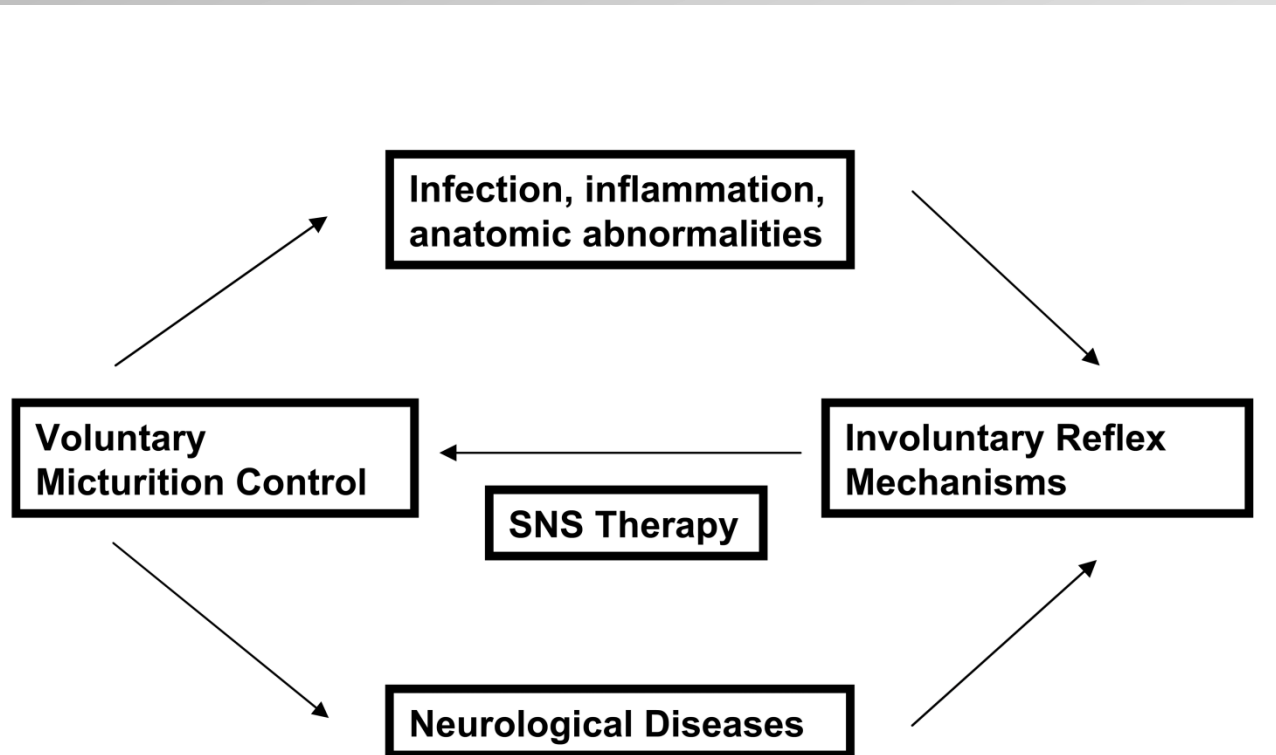 Infection, inflammation,
anatomic abnormalities
Voluntary
Micturition Control
Involuntary Reflex
Mechanisms
SNS Therapy
Neurological Diseases